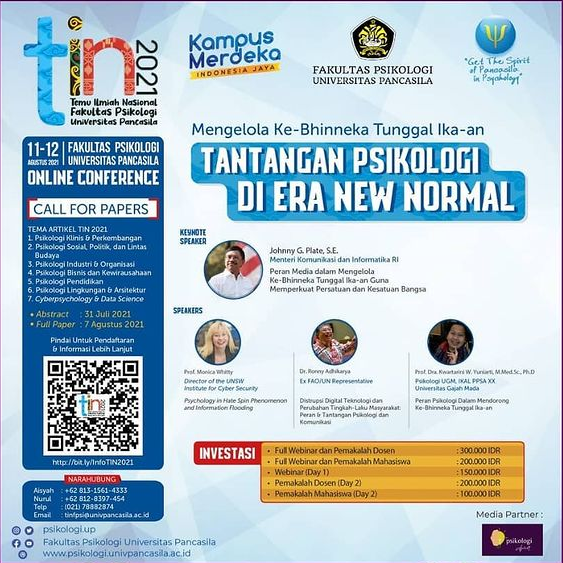 tin 2021
Temu Ilmiah Nasional
Fakultas Psikologi
Universitas Pancasila
Kampus
Merdeka
INDONESIA JAYA
FAKULTAS PSIKOLOGI
UNIVERSITAS PANCASILA
"Get The Spirit
of Pancasila
in Psychology"
11-12
AGUSTUS 2021
FAKULTAS PSIKOLOGI
UNIVERSITAS PANCASILA
ONLINE CONFERENCE
CALL FOR PAPERS
TEMA ARTIKEL TIN 2021
1. Psikologi Klinis & Perkembangan
2. Psikologi Sosial, Politik, dan Lintas
Budaya
3. Psikologi Industri & Organisasi
4. Psikologi Bisnis dan Kewirausahaan
5. Psikologi Pendidikan
6. Psikologi Lingkungan & Arsitektur
7. Cyberpsychology & Data Science
• Abstract : 31 Juli 2021
• Full Paper : 7 Agustus 2021
Pindai Untuk Pendaftaran
& Informasi Lebih Lanjut
tin
http://bit.ly/InfoTIN2021
NARAHUBUNG
Aisyah : +62 813-1561-4333
Nurul : +62 812-8397-454
Telp : (021) 78882874
Email : tinfpsi@univpancasila.ac.id
Mengelola Ke-Bhinneka Tunggal Ika-an
TANTANGAN PSIKOLOGI
DI ERA NEW NORMAL
KEYNOTE
SPEAKER
Johnny G. Plate, S.E.
Menteri Komunikasi dan Informatika RI
Peran Media dalam Mengelola
Ke-Bhinneka Tunggal Ika-an Guna
Memperkuat Persatuan dan Kesatuan Bangsa
SPEAKERS
Prof. Monica Whitty
Director of the UNSW
Institute for Cyber Security
Psychology in Hate Spin Phenomenon
and Information Flooding
Dr. Ronny Adhikarya
Ex FAO/UN Representative
Distrupsi Digital Teknologi dan
Perubahan Tingkah-Laku Masyarakat:
Peran & Tantangan Psikologi dan
Komunikasi
Prof. Dra. Kwartarini W. Yuniarti, M.Med.Sc., Ph.D
Psikologi UGM, IKAL PPSA XX
Universitas Gajah Mada
Peran Psikologi Dalam Mendorong
Ke-Bhinneka Tunggal Ika-an
INVESTASI
• Full Webinar dan Pemakalah Dosen : 300.000 IDR
• Full Webinar dan Pemakalah Mahasiswa : 200.000 IDR
• Webinar (Day 1) : 150.000 IDR
• Pemakalah Dosen (Day 2) : 200.000 IDR
• Pemakalah Mahasiswa (Day 2) : 100.000 IDR
psikologi.up
Fakultas Psikologi Universitas Pancasila
www.psikologi.univpancasila.ac.id
Media Partner :
psikologi